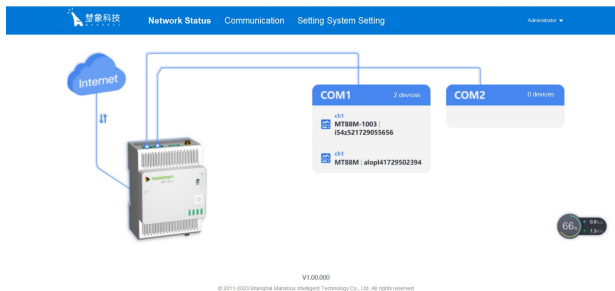 梦象科技
Network Status Communication Setting System Setting
Administrator
Internet
COM1 2 devices
ch1
MT88M-1003 |
i54z521729055656
ch1
MT88M | alopl41729502394
COM2 0 devices
66%
V1.00.000
© 2011-2023 Shanghai Mansbox Intelligent Technology Co., Ltd. All rights reserved